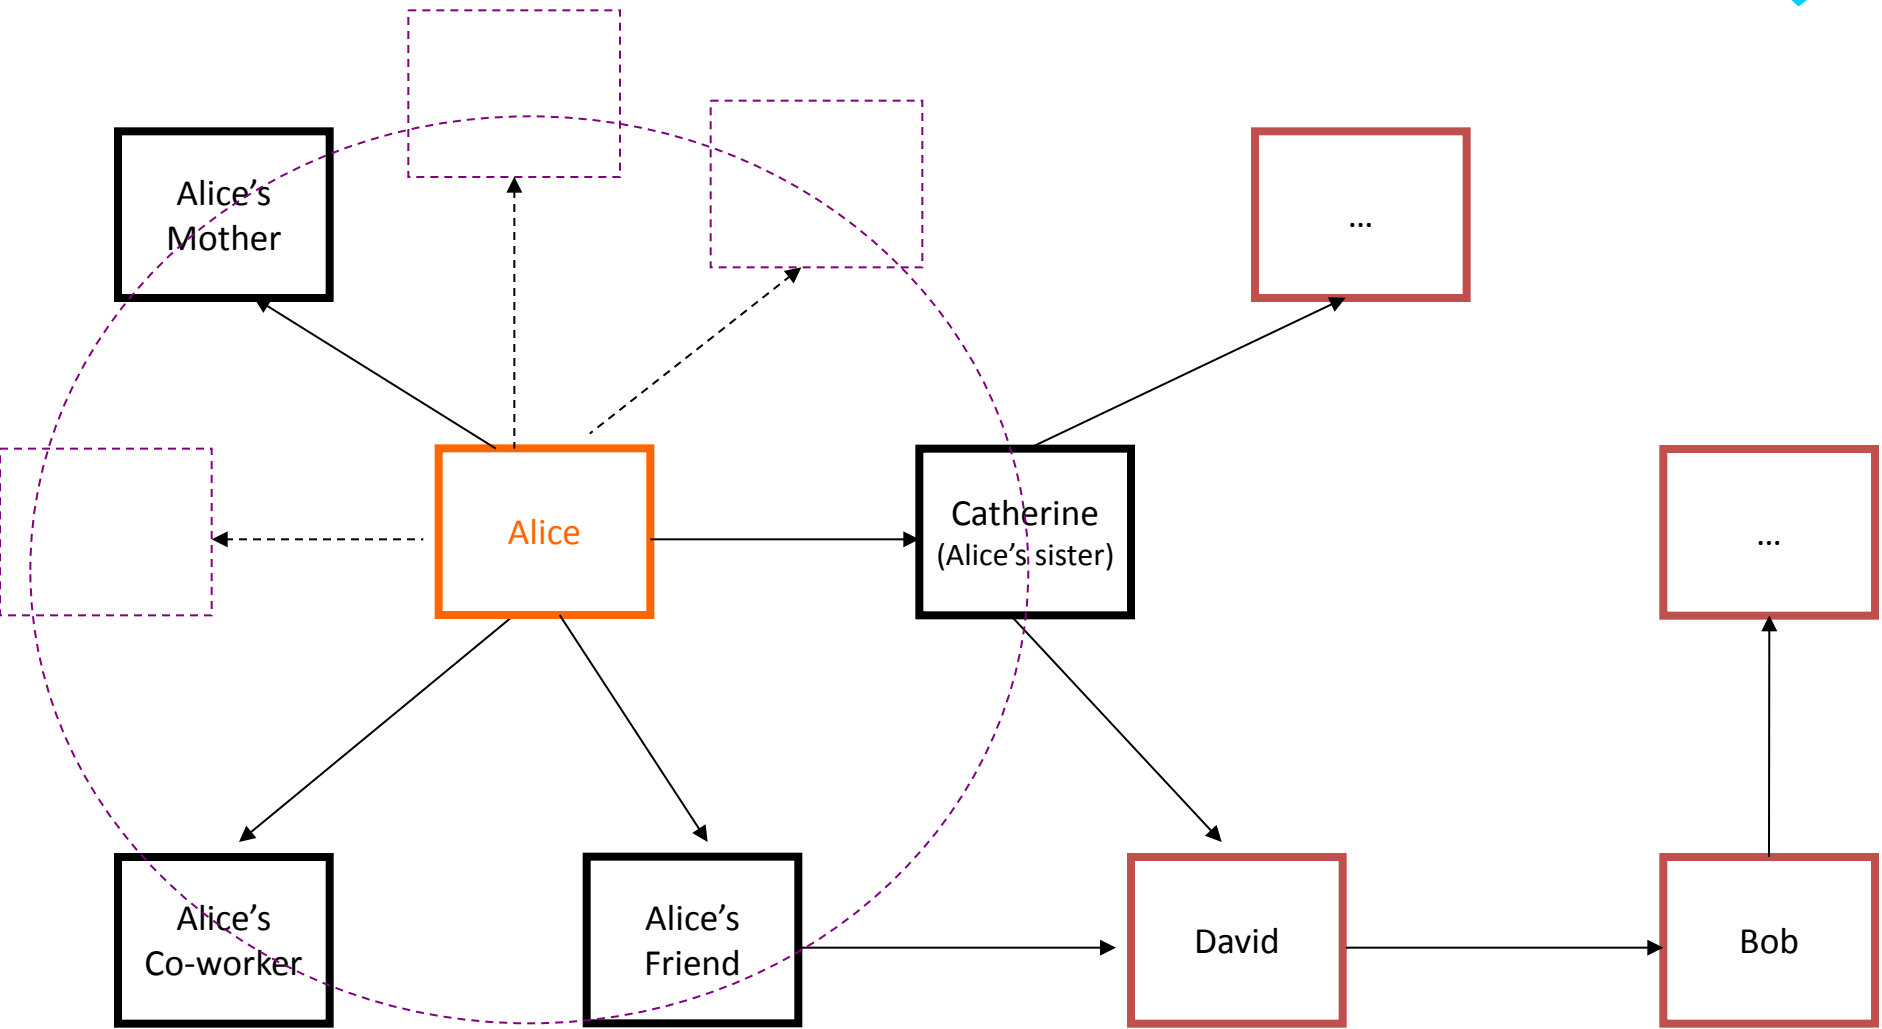 Alice’s
Mother
...
Alice
Catherine
(Alice’s sister)
...
Alice’s
Co-worker
Alice’s
Friend
David
Bob